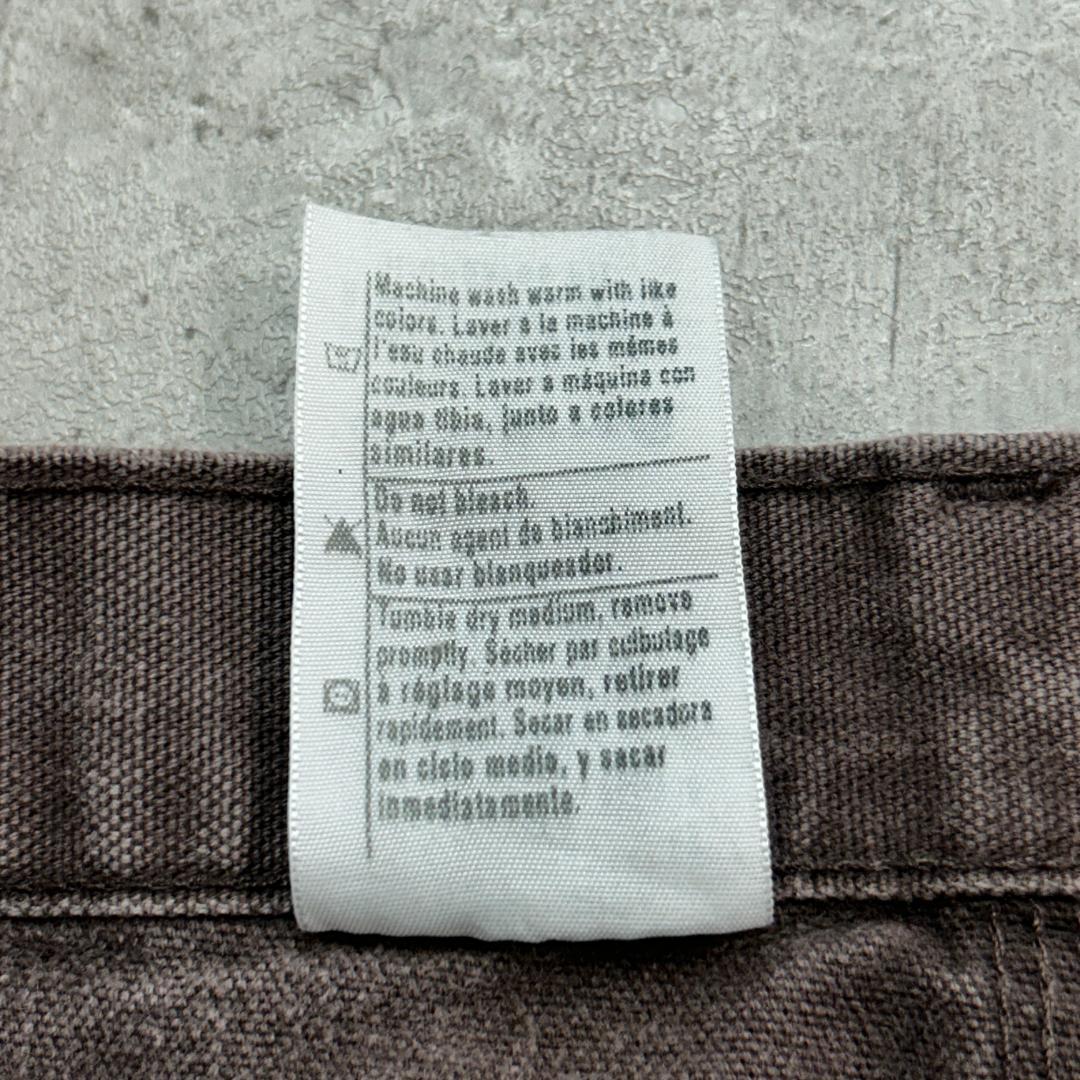 Machine wash warm with like
colors. Laver à la machine à
l'eau chaude avec les mémes
couleurs. Lavar a máquina con
agua tibia, junto a colores
similares.
Do not bleach.
Aucun agent de blanchiment.
No usar blanqueador.
Tumble dry medium, remove
promptly. Sécher par culbutage
à réglage moyen, retirer
rapidement. Secar en secadora
en ciclo medio, y sacar
inmediatamente.